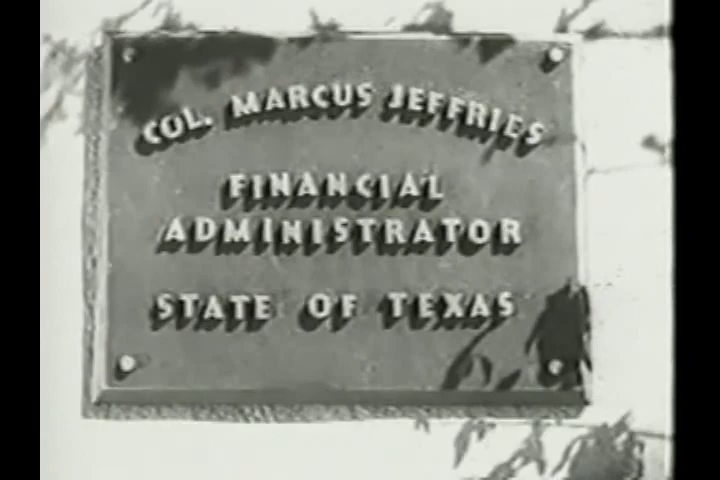 COL. MARCUS JEFFRIES
FINANCIAL
ADMINISTRATOR
STATE OF TEXAS